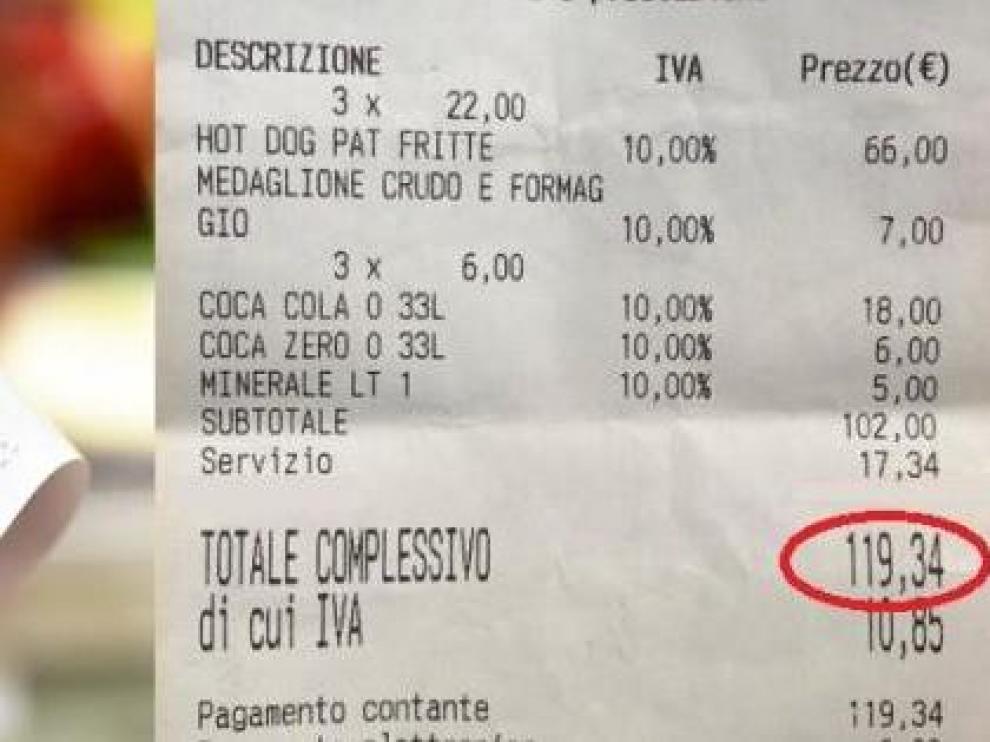 DESCRIZIONE IVA Prezzo(€)
3 x 22,00
HOT DOG PAT FRITTE 10,00% 66,00
MEDAGLIONE CRUDO E FORMAG
GIO 10,00% 7,00
3 x 6,00
COCA COLA 0 33L 10,00% 18,00
COCA ZERO 0 33L 10,00% 6,00
MINERALE LT 1 10,00% 5,00
SUBTOTALE 102,00
Servizio 17,34
TOTALE COMPLESSIVO 119,34
di cui IVA 10,85
Pagamento contante 119,34